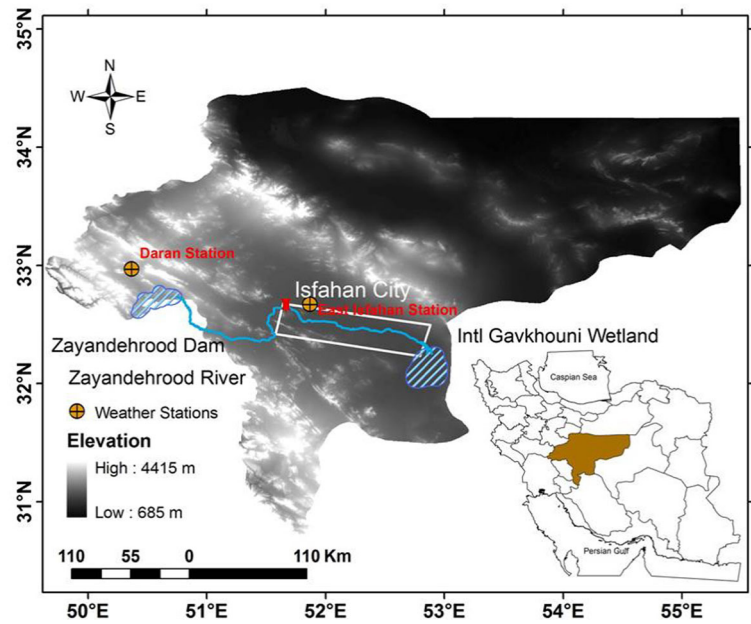 35°N
34°N
33°N
32°N
31°N
N
W E
S
Daran Station
Isfahan City
East Isfahan Station
Intl Gavkhouni Wetland
Zayandehrood Dam
Zayandehrood River
Weather Stations
Elevation
High : 4415 m
Low : 685 m
Caspian Sea
Persian Gulf
110 55 0 110 Km
50°E 51°E 52°E 53°E 54°E 55°E